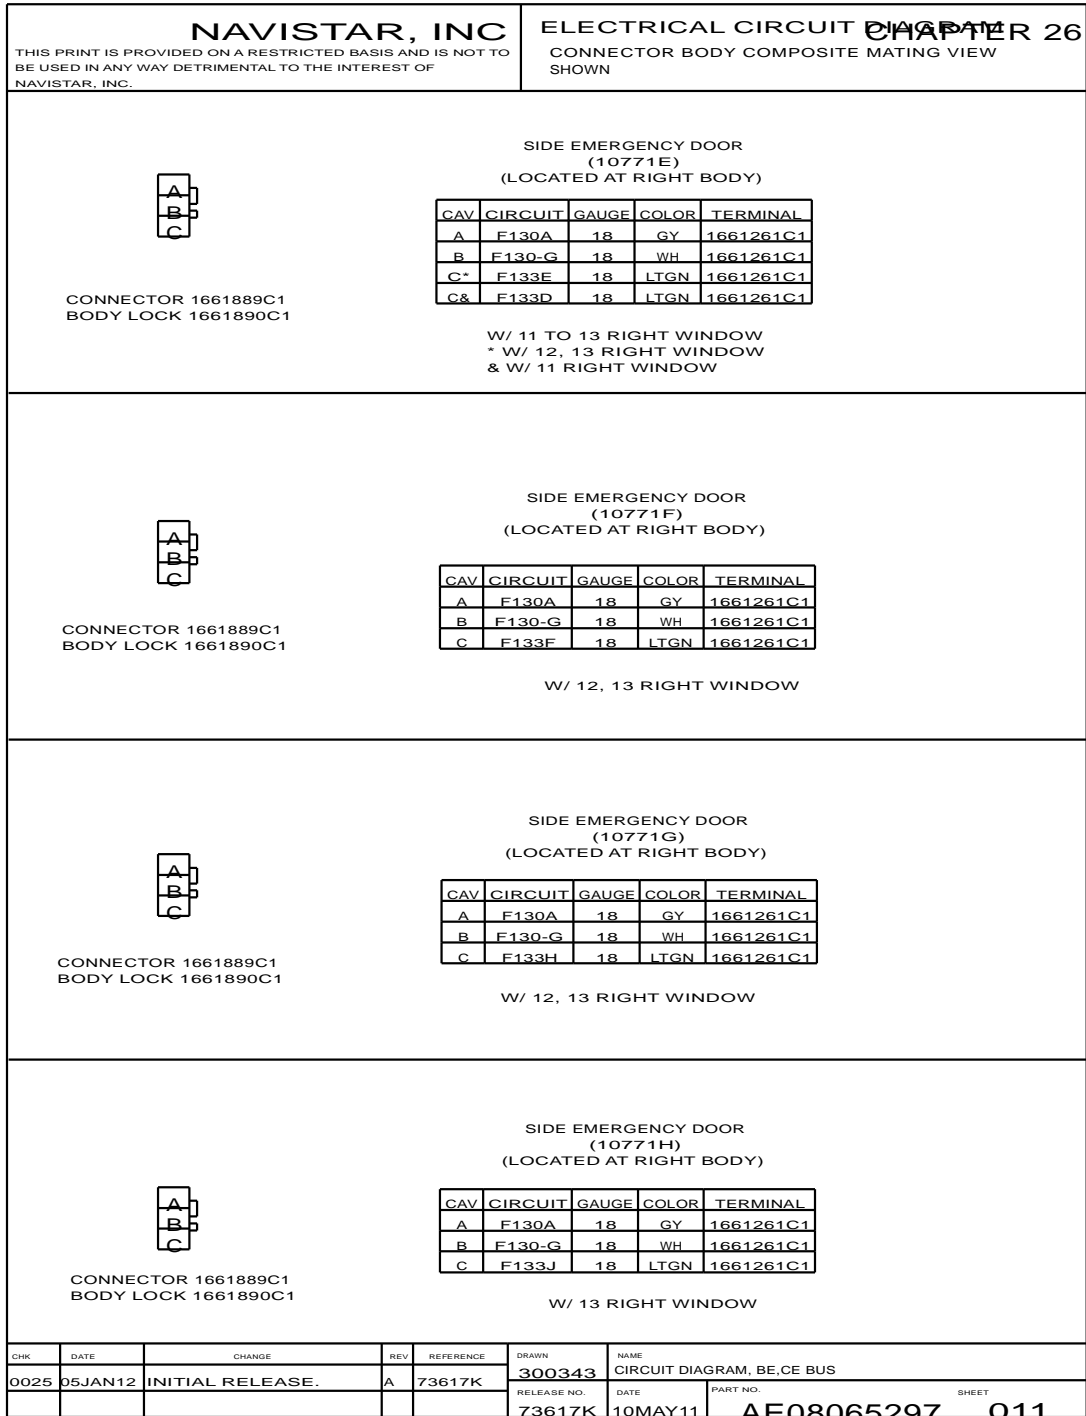 NAVISTAR, INC
THIS PRINT IS PROVIDED ON A RESTRICTED BASIS AND IS NOT TO
BE USED IN ANY WAY DETRIMENTAL TO THE INTEREST OF
NAVISTAR, INC.
ELECTRICAL CIRCUIT DIAGRAM
CHAPTER 26
CONNECTOR BODY COMPOSITE MATING VIEW
SHOWN
A
B
C
CONNECTOR 1661889C1
BODY LOCK 1661890C1
SIDE EMERGENCY DOOR
(10771E)
(LOCATED AT RIGHT BODY)
CAV CIRCUIT GAUGE COLOR TERMINAL
A F130A 18 GY 1661261C1
B F130-G 18 WH 1661261C1
C* F133E 18 LTGN 1661261C1
C& F133D 18 LTGN 1661261C1
W/ 11 TO 13 RIGHT WINDOW
* W/ 12, 13 RIGHT WINDOW
& W/ 11 RIGHT WINDOW
A
B
C
CONNECTOR 1661889C1
BODY LOCK 1661890C1
SIDE EMERGENCY DOOR
(10771F)
(LOCATED AT RIGHT BODY)
CAV CIRCUIT GAUGE COLOR TERMINAL
A F130A 18 GY 1661261C1
B F130-G 18 WH 1661261C1
C F133F 18 LTGN 1661261C1
W/ 12, 13 RIGHT WINDOW
A
B
C
CONNECTOR 1661889C1
BODY LOCK 1661890C1
SIDE EMERGENCY DOOR
(10771G)
(LOCATED AT RIGHT BODY)
CAV CIRCUIT GAUGE COLOR TERMINAL
A F130A 18 GY 1661261C1
B F130-G 18 WH 1661261C1
C F133H 18 LTGN 1661261C1
W/ 12, 13 RIGHT WINDOW
A
B
C
CONNECTOR 1661889C1
BODY LOCK 1661890C1
SIDE EMERGENCY DOOR
(10771H)
(LOCATED AT RIGHT BODY)
CAV CIRCUIT GAUGE COLOR TERMINAL
A F130A 18 GY 1661261C1
B F130-G 18 WH 1661261C1
C F133J 18 LTGN 1661261C1
W/ 13 RIGHT WINDOW
CHK DATE CHANGE REV REFERENCE
0025 05JAN12 INITIAL RELEASE. A 73617K
DRAWN
300343
NAME
CIRCUIT DIAGRAM, BE,CE BUS
RELEASE NO. DATE PART NO. SHEET
73617K 10MAY11 AE08065297 011